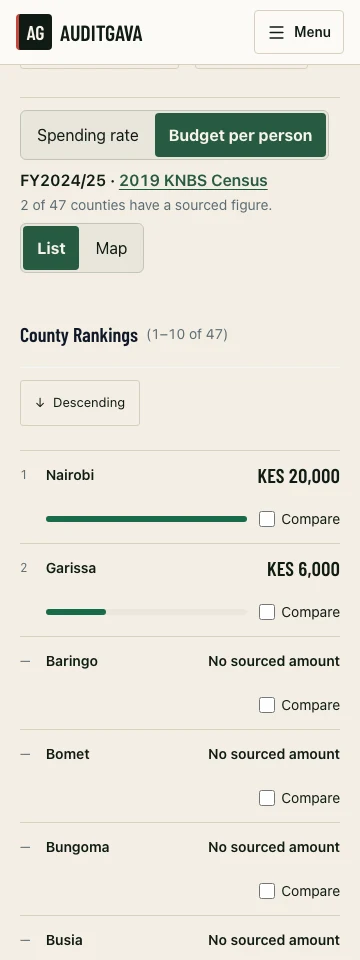 AG AUDITGAVA
Menu
Spending rate Budget per person
FY2024/25 · 2019 KNBS Census
2 of 47 counties have a sourced figure.
List Map
County Rankings (1–10 of 47)
↓ Descending
1 Nairobi KES 20,000
Compare
2 Garissa KES 6,000
Compare
— Baringo No sourced amount
Compare
— Bomet No sourced amount
Compare
— Bungoma No sourced amount
Compare
— Busia No sourced amount